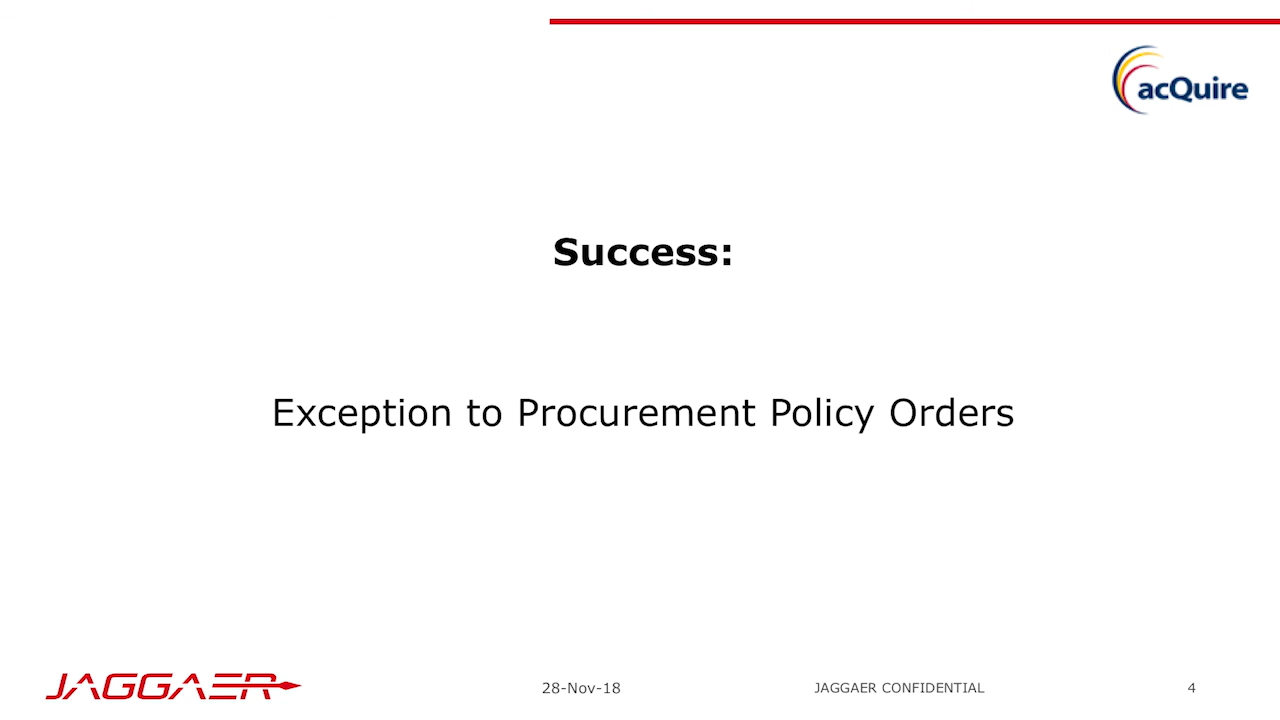 acQuire
Success:
Exception to Procurement Policy Orders
JAGGAER
28-Nov-18
JAGGAER CONFIDENTIAL
4